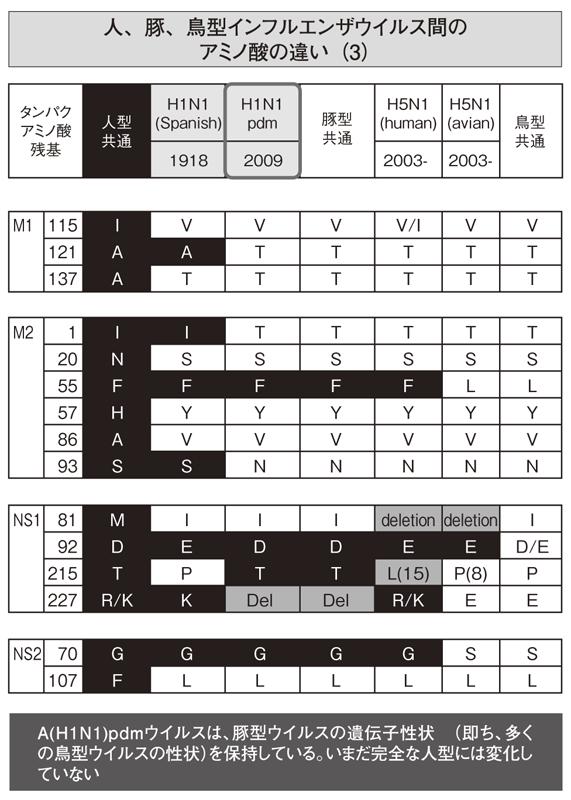 人、豚、鳥型インフルエンザウイルス間の
アミノ酸の違い（3）
タンパク
アミノ酸
残基
人型
共通
H1N1
(Spanish)
1918
H1N1
pdm
2009
豚型
共通
H5N1
(human)
2003-
H5N1
(avian)
2003-
鳥型
共通
M1 115 I V V V V/I V V
121 A A T T T T T
137 A T T T T T T
M2 1 I I T T T T T
20 N S S S S S S
55 F F F F F L L
57 H Y Y Y Y Y Y
86 A V V V V V V
93 S S N N N N N
NS1 81 M I I I deletion deletion I
92 D E D D E E D/E
215 T P T T L(15) P(8) P
227 R/K K Del Del R/K E E
NS2 70 G G G G G S S
107 F L L L L L L
A(H1N1)pdmウイルスは、豚型ウイルスの遺伝子性状　（即ち、多く
の鳥型ウイルスの性状）を保持している。いまだ完全な人型には変化し
ていない